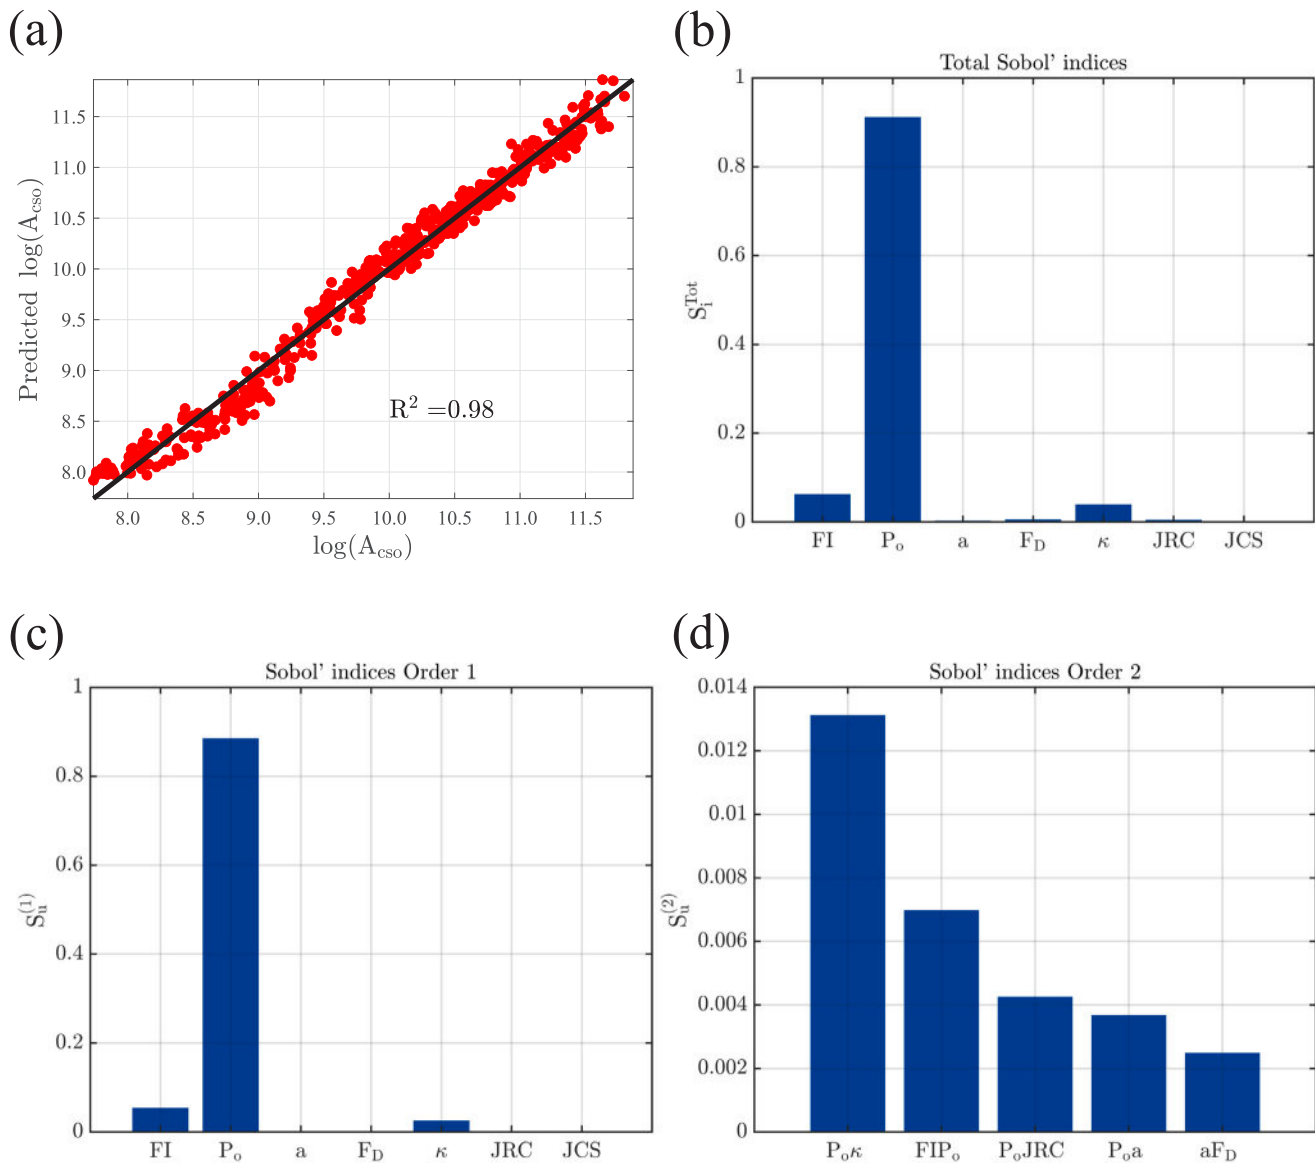 (a)
Predicted log(A_cso)
11.5
11.0
10.5
10.0
9.5
9.0
8.5
8.0
R² =0.98
8.0 8.5 9.0 9.5 10.0 10.5 11.0 11.5
log(A_cso)
(b)
Total Sobol' indices
S_i^Tot
1
0.8
0.6
0.4
0.2
0
FI P_o a F_D κ JRC JCS
(c)
Sobol' indices Order 1
S_u^(1)
1
0.8
0.6
0.4
0.2
0
FI P_o a F_D κ JRC JCS
(d)
Sobol' indices Order 2
S_u^(2)
0.014
0.012
0.01
0.008
0.006
0.004
0.002
0
P_oκ FIP_o P_oJRC P_oa aF_D